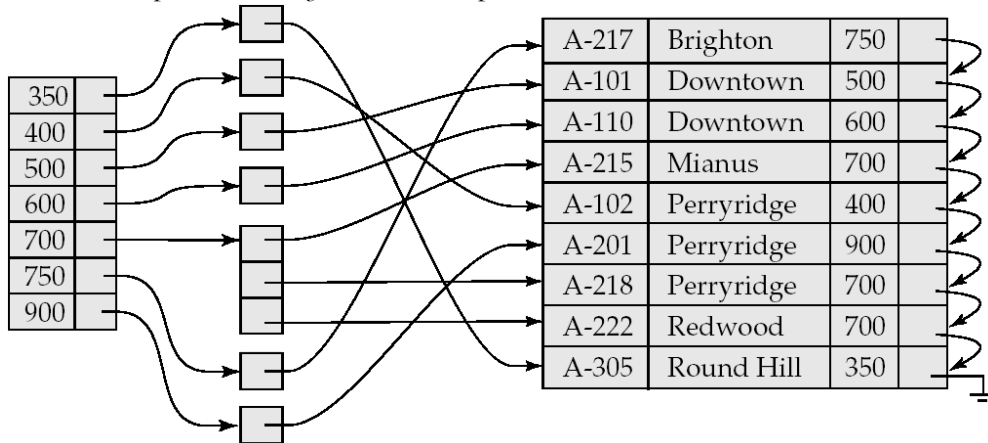 350
400
500
600
700
750
900
A-217 Brighton 750
A-101 Downtown 500
A-110 Downtown 600
A-215 Mianus 700
A-102 Perryridge 400
A-201 Perryridge 900
A-218 Perryridge 700
A-222 Redwood 700
A-305 Round Hill 350